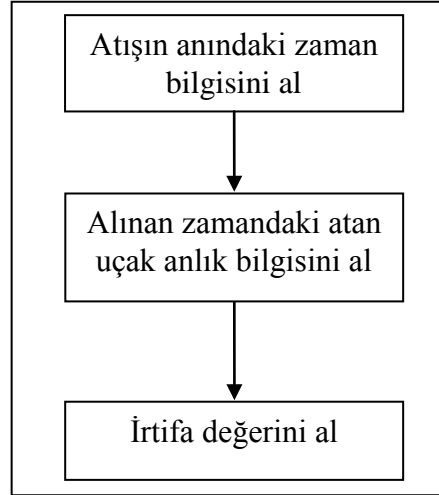 Atışın anındaki zaman
bilgisini al
Alınan zamandaki atan
uçak anlık bilgisini al
İrtifa değerini al